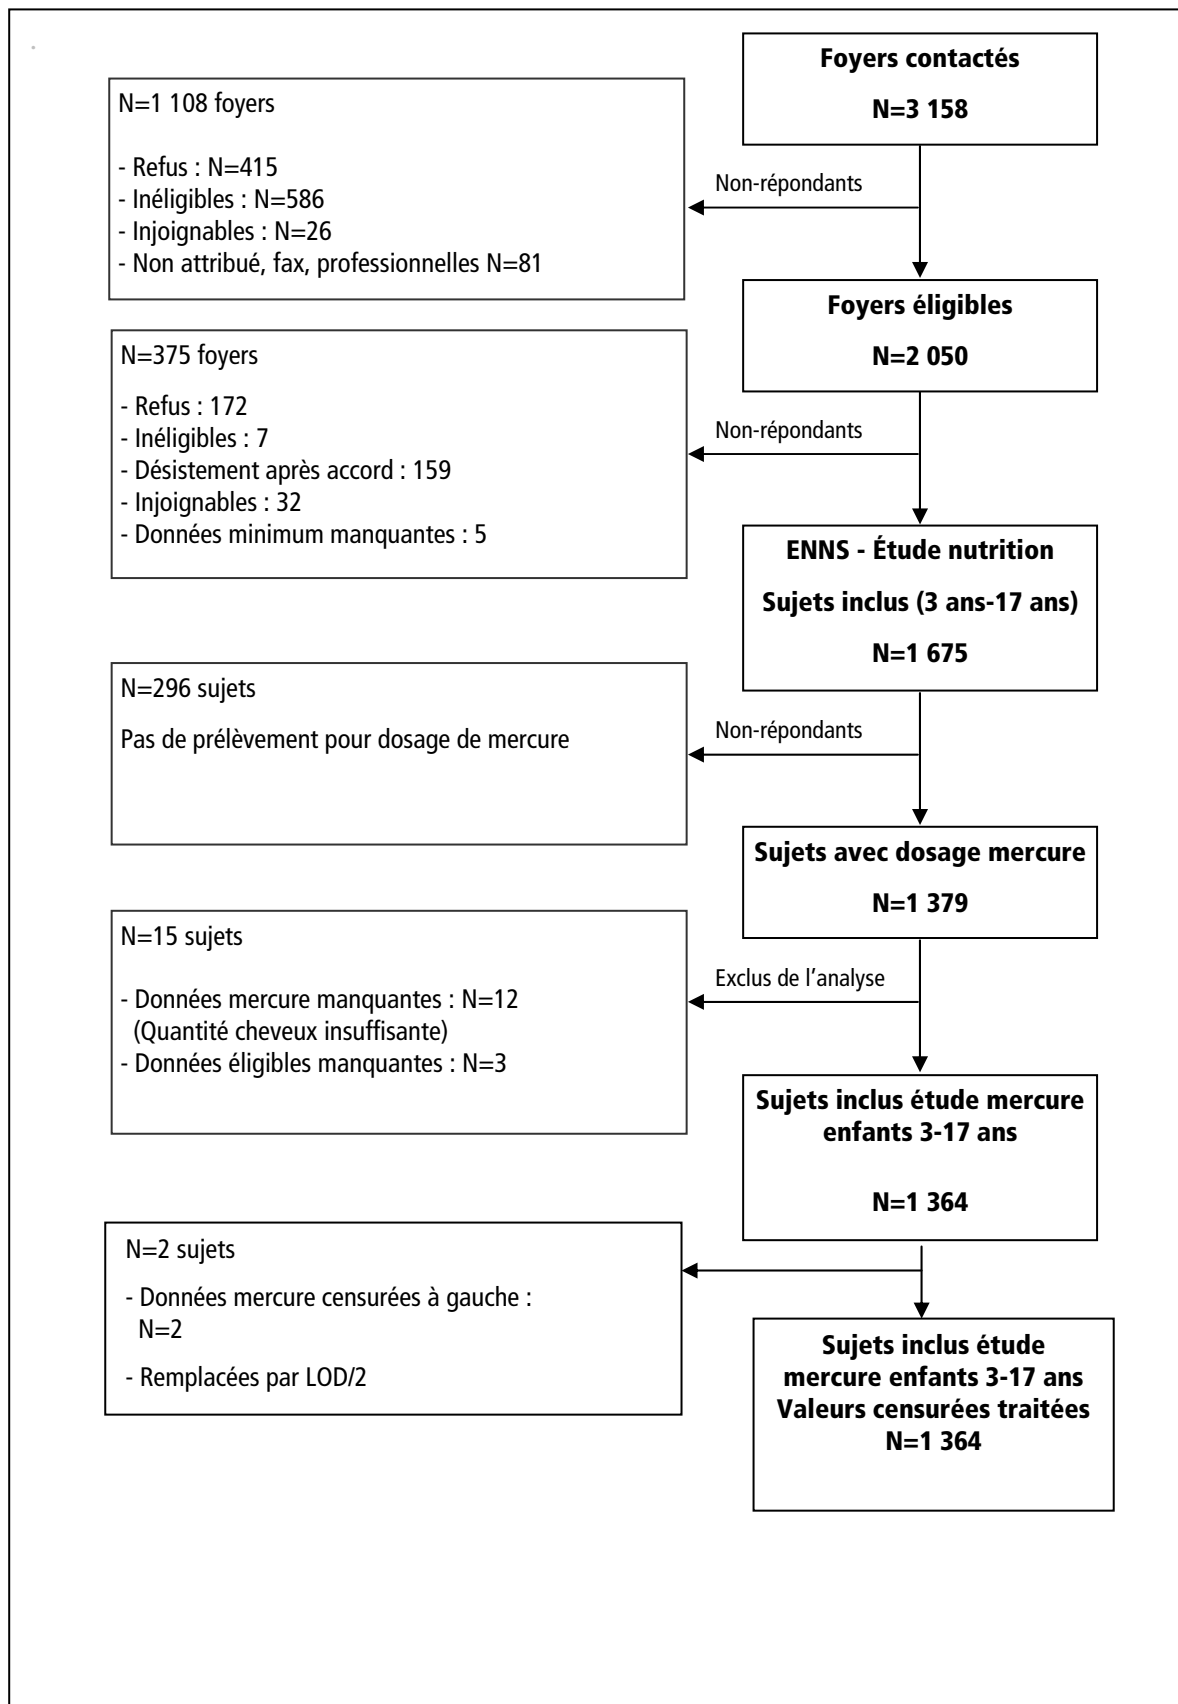 Foyers contactés
N=3 158
N=1 108 foyers
- Refus : N=415
- Inéligibles : N=586
- Injoignables : N=26
- Non attribué, fax, professionnelles N=81
Non-répondants
Foyers éligibles
N=2 050
N=375 foyers
- Refus : 172
- Inéligibles : 7
- Désistement après accord : 159
- Injoignables : 32
- Données minimum manquantes : 5
Non-répondants
ENNS - Étude nutrition
Sujets inclus (3 ans-17 ans)
N=1 675
N=296 sujets
Pas de prélèvement pour dosage de mercure
Non-répondants
Sujets avec dosage mercure
N=1 379
N=15 sujets
- Données mercure manquantes : N=12
(Quantité cheveux insuffisante)
- Données éligibles manquantes : N=3
Exclus de l'analyse
Sujets inclus étude mercure
enfants 3-17 ans
N=1 364
N=2 sujets
- Données mercure censurées à gauche :
N=2
- Remplacées par LOD/2
Sujets inclus étude
mercure enfants 3-17 ans
Valeurs censurées traitées
N=1 364